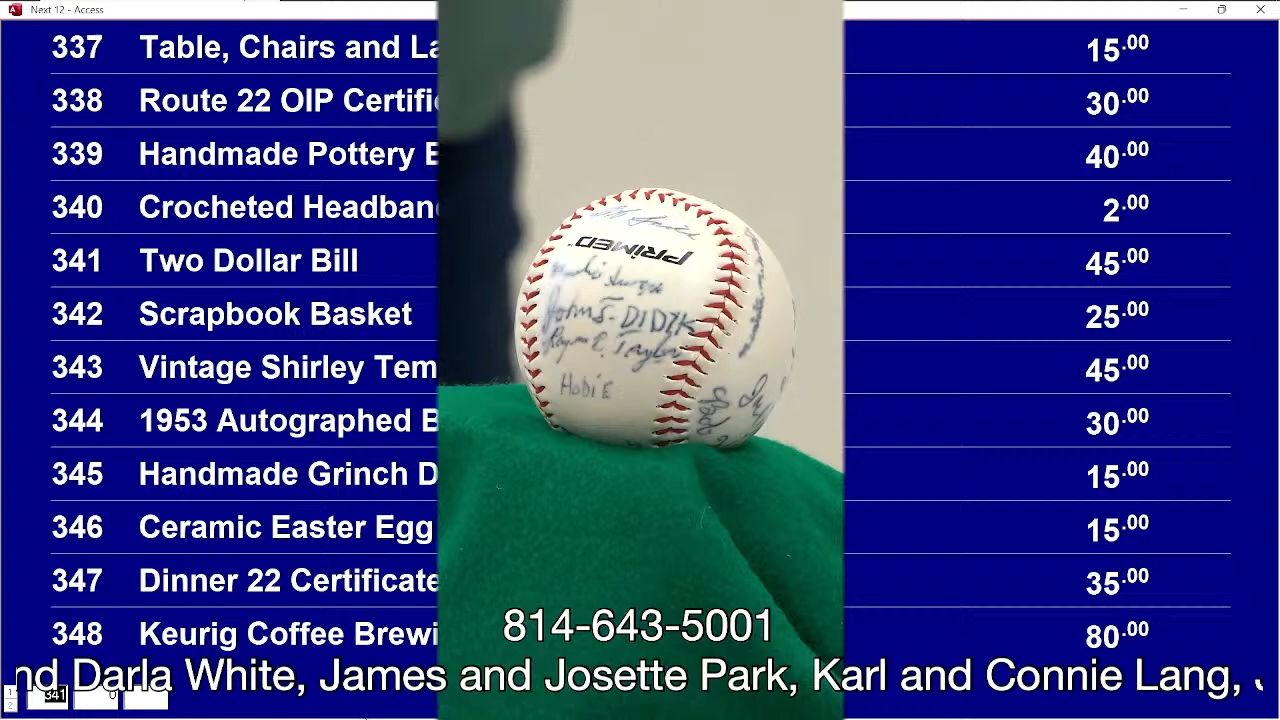 Next 12 - Access
337 Table, Chairs and La 15.00
338 Route 22 OIP Certifi 30.00
339 Handmade Pottery B 40.00
340 Crocheted Headban 2.00
341 Two Dollar Bill 45.00
342 Scrapbook Basket 25.00
343 Vintage Shirley Tem 45.00
344 1953 Autographed B 30.00
345 Handmade Grinch D 15.00
346 Ceramic Easter Egg 15.00
347 Dinner 22 Certificate 35.00
348 Keurig Coffee Brewi 80.00
PRIMED
John S. DIDZK
E. Taylor
Hobie
814-643-5001
nd Darla White, James and Josette Park, Karl and Connie Lang,
341